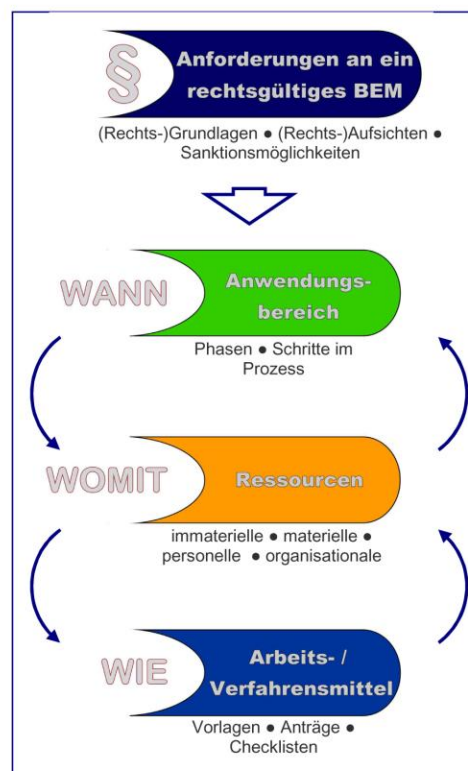 §
Anforderungen an ein
rechtsgültiges BEM
(Rechts-)Grundlagen ● (Rechts-)Aufsichten ●
Sanktionsmöglichkeiten
WANN
Anwendungs-
bereich
Phasen ● Schritte im
Prozess
WOMIT
Ressourcen
immaterielle ● materielle ●
personelle ● organisationale
WIE
Arbeits- /
Verfahrensmittel
Vorlagen ● Anträge ●
Checklisten